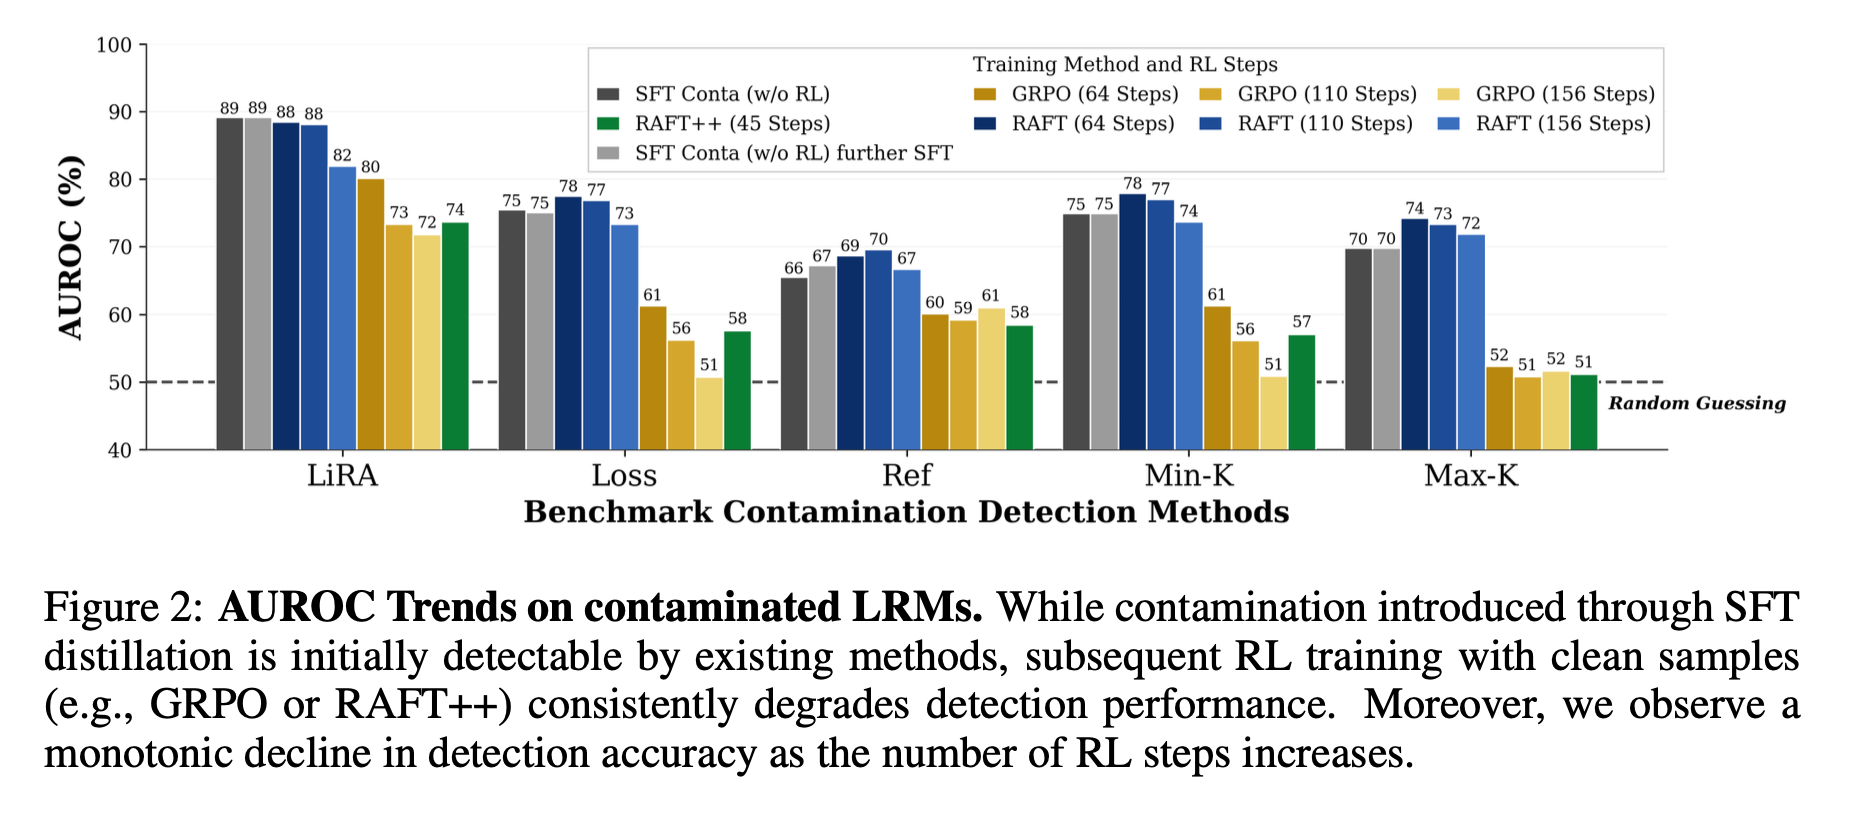 100
90
80
70
60
50
40
AUROC (%)
Training Method and RL Steps
SFT Conta (w/o RL)
GRPO (64 Steps)
GRPO (110 Steps)
GRPO (156 Steps)
RAFT++ (45 Steps)
RAFT (64 Steps)
RAFT (110 Steps)
RAFT (156 Steps)
SFT Conta (w/o RL) further SFT
89 89 88 88 82 80 73 72 74
75 75 78 77 73 61 56 51 58
66 67 69 70 67 60 59 61 58
75 75 78 77 74 61 56 51 57
70 70 74 73 72 52 51 52 51
Random Guessing
LiRA Loss Ref Min-K Max-K
Benchmark Contamination Detection Methods
Figure 2: AUROC Trends on contaminated LRMs. While contamination introduced through SFT
distillation is initially detectable by existing methods, subsequent RL training with clean samples
(e.g., GRPO or RAFT++) consistently degrades detection performance. Moreover, we observe a
monotonic decline in detection accuracy as the number of RL steps increases.